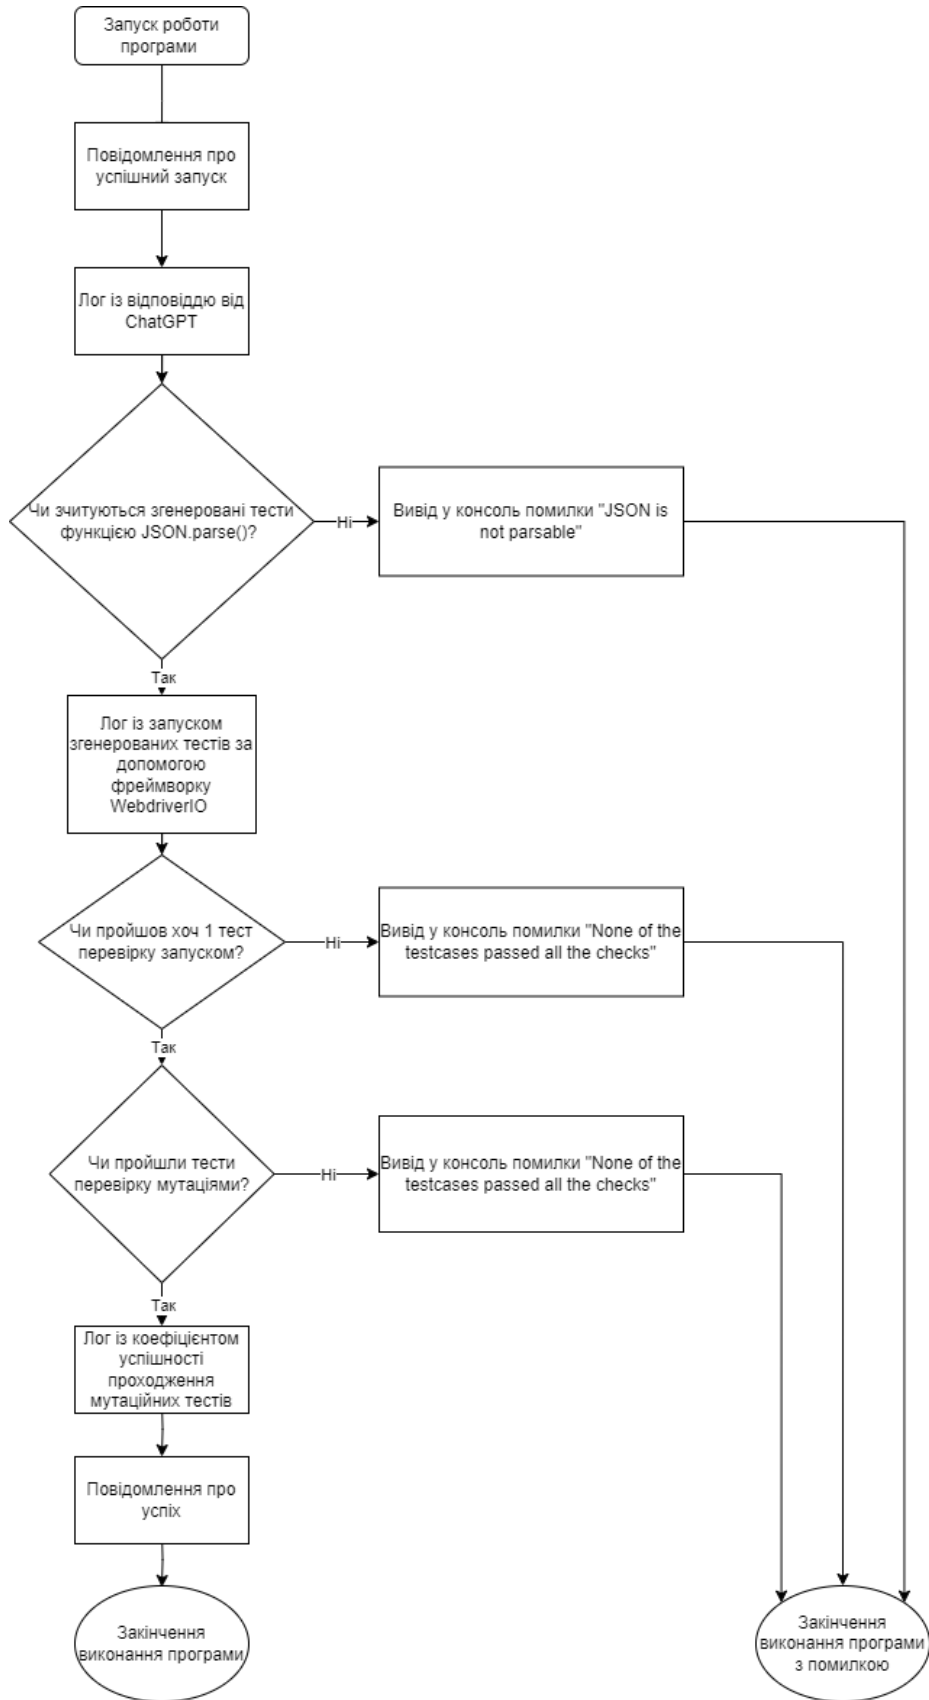 Запуск роботи
програми
Повідомлення про
успішний запуск
Лог із відповіддю від
ChatGPT
Чи зчитуються згенеровані тести
функцією JSON.parse()?
Ні
Вивід у консоль помилки "JSON is
not parsable"
Так
Лог із запуском
згенерованих тестів за
допомогою
фреймворку
WebdriverIO
Чи пройшов хоч 1 тест
перевірку запуском?
Ні
Вивід у консоль помилки "None of the
testcases passed all the checks"
Так
Чи пройшли тести
перевірку мутаціями?
Ні
Вивід у консоль помилки "None of the
testcases passed all the checks"
Так
Лог із коефіцієнтом
успішності
проходження
мутаційних тестів
Повідомлення про
успіх
Закінчення
виконання програми
Закінчення
виконання програми
з помилкою